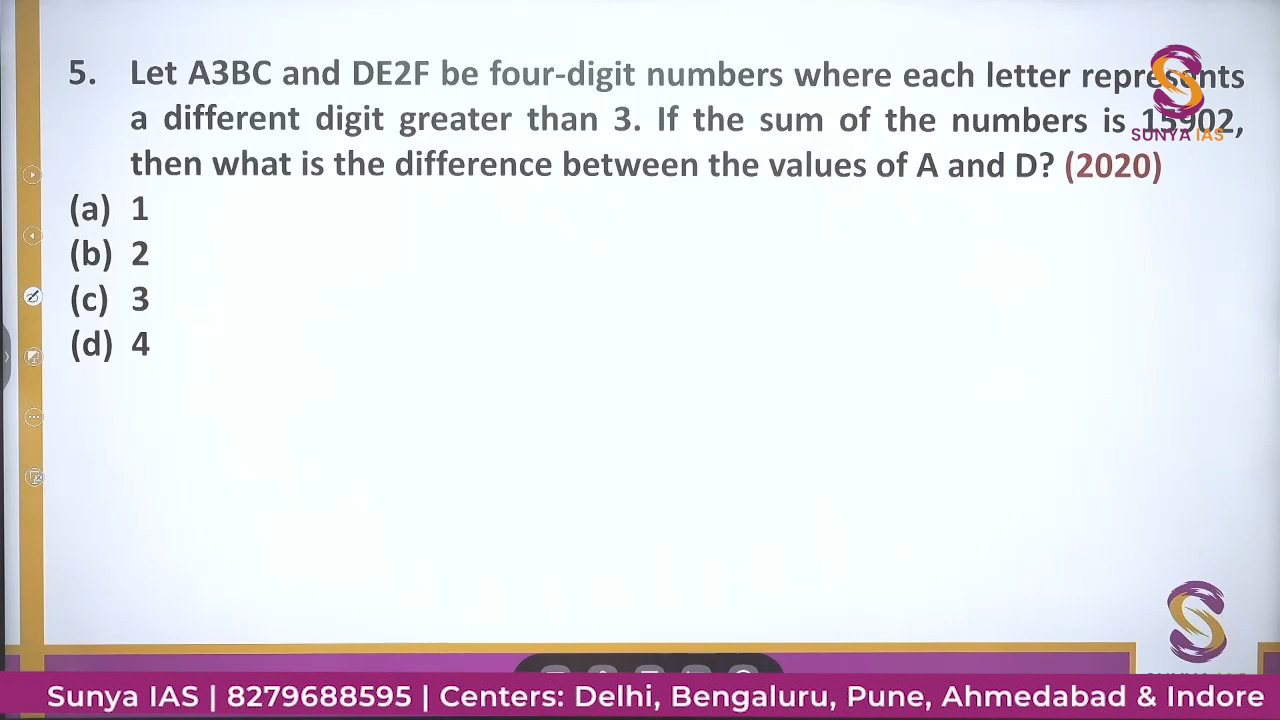 5. Let A3BC and DE2F be four-digit numbers where each letter represents
a different digit greater than 3. If the sum of the numbers is 15902,
then what is the difference between the values of A and D? (2020)
(a) 1
(b) 2
(c) 3
(d) 4
SUNYA IAS
Sunya IAS | 8279688595 | Centers: Delhi, Bengaluru, Pune, Ahmedabad & Indore